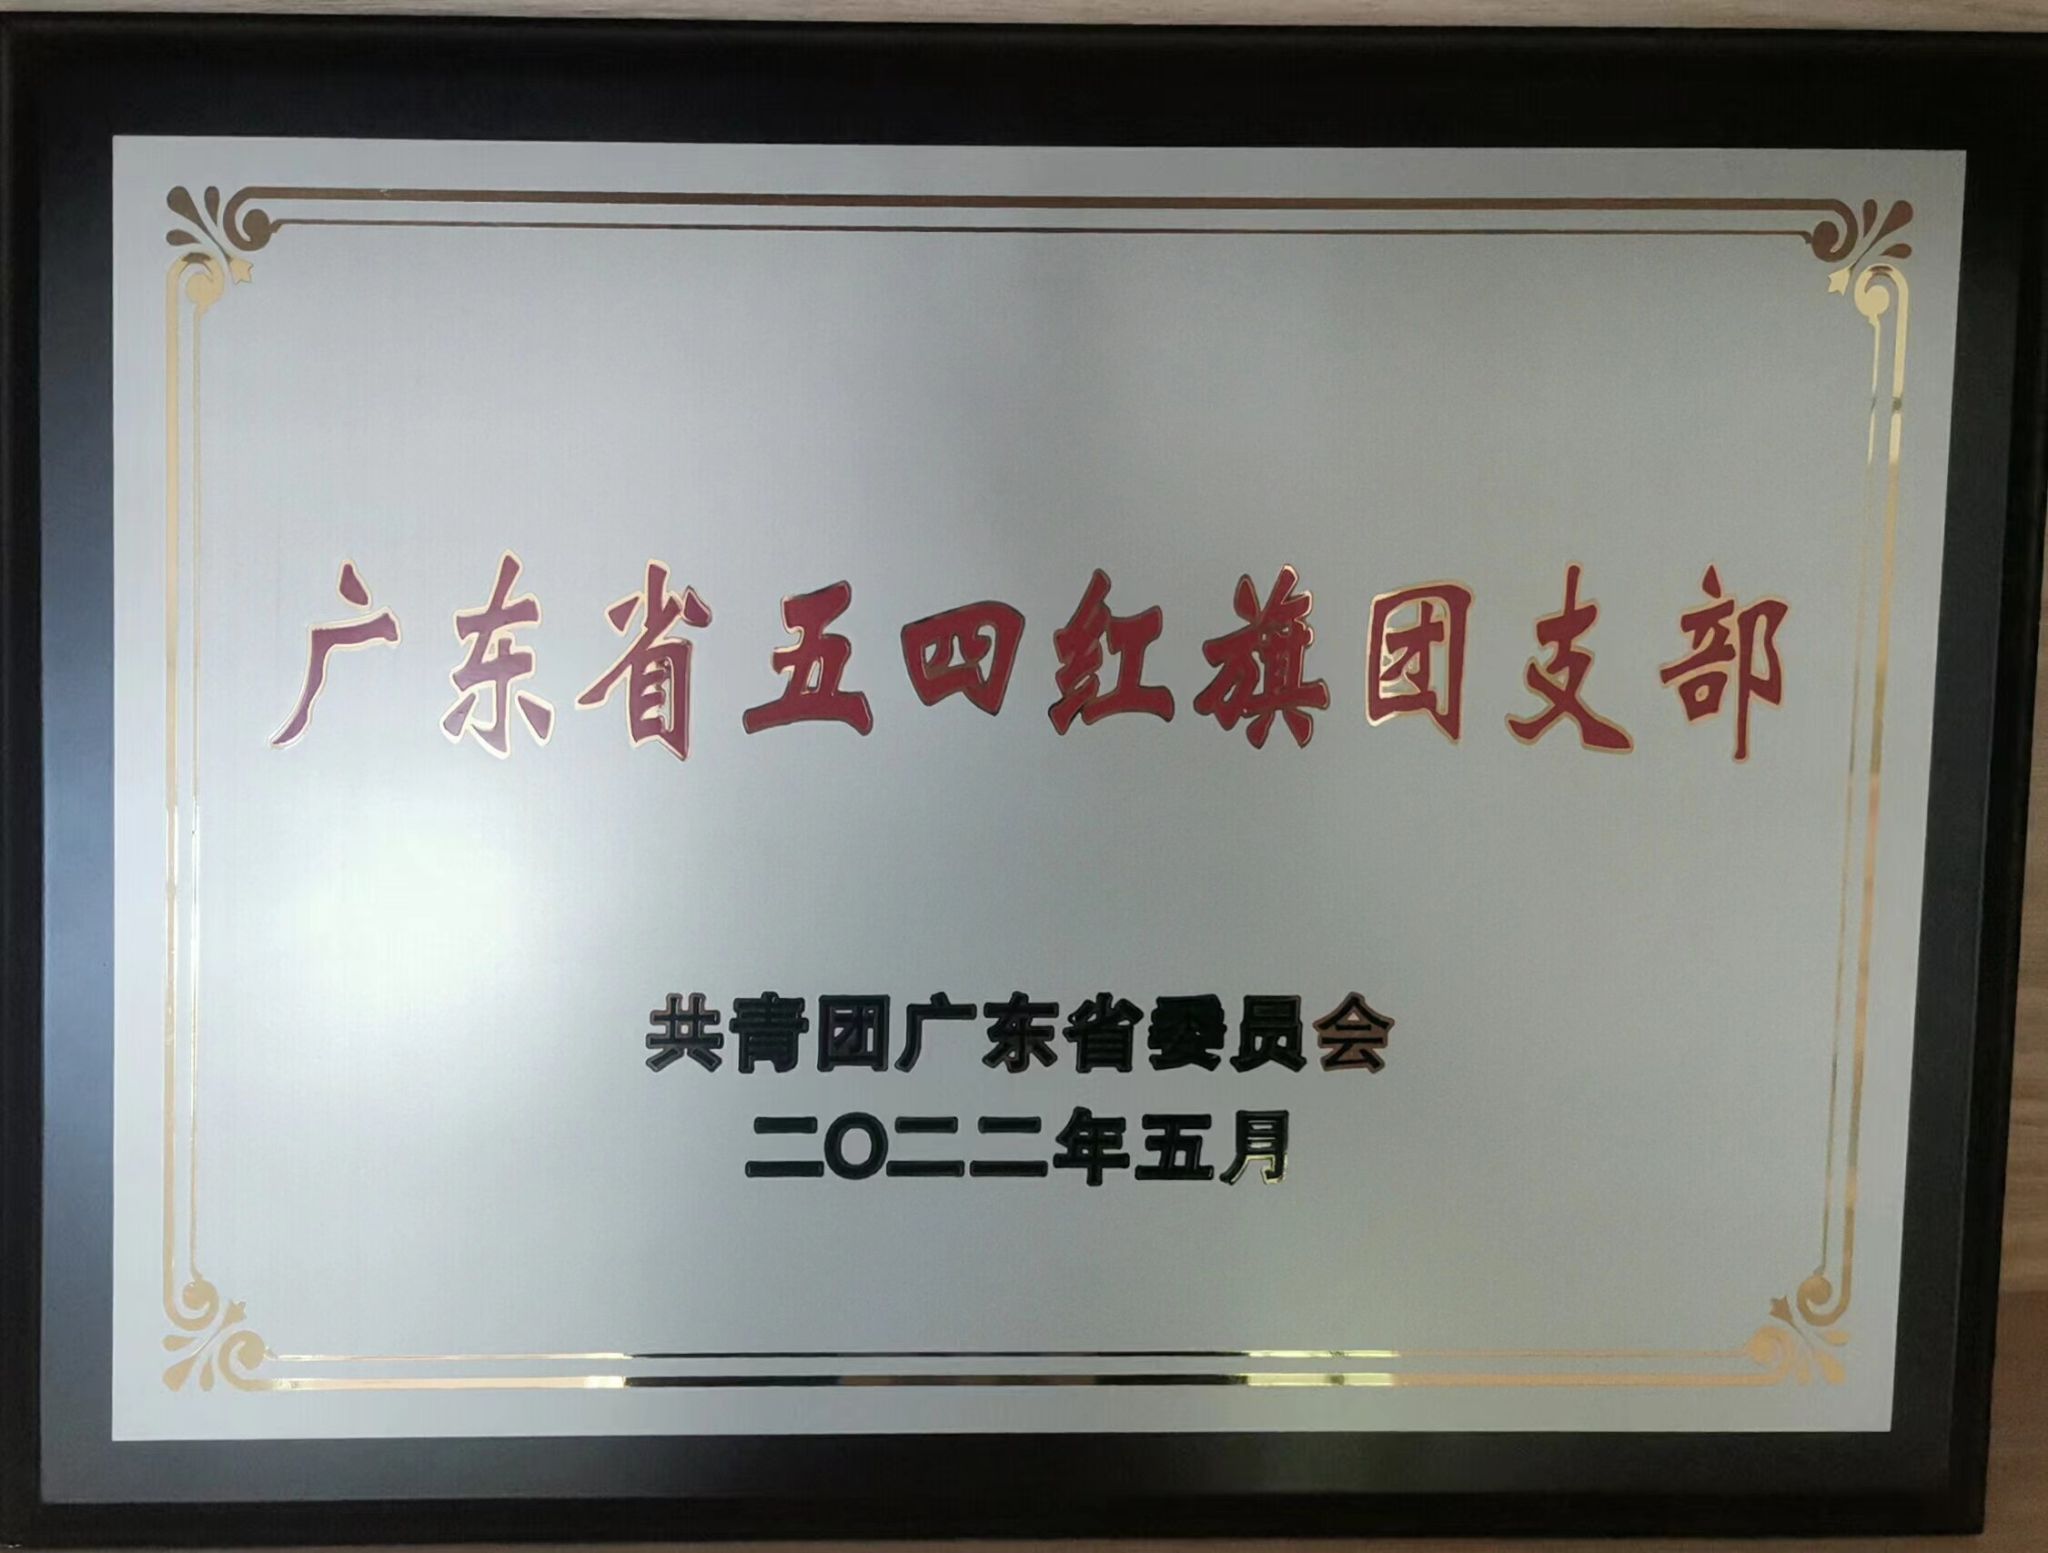 广东省五四红旗团支部
共青团广东省委员会
二〇二二年五月